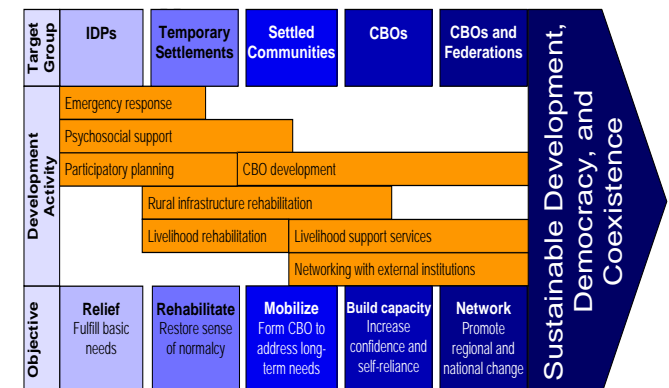 Target
Group
IDPs
Temporary
Settlements
Settled
Communities
CBOs
CBOs and
Federations
Development
Activity
Emergency response
Psychosocial support
Participatory planning
CBO development
Rural infrastructure rehabilitation
Livelihood rehabilitation
Livelihood support services
Networking with external institutions
Objective
Relief
Fulfill basic
needs
Rehabilitate
Restore sense
of normalcy
Mobilize
Form CBO to
address long-
term needs
Build capacity
Increase
confidence and
self-reliance
Network
Promote
regional and
national change
Sustainable Development,
Democracy, and
Coexistence